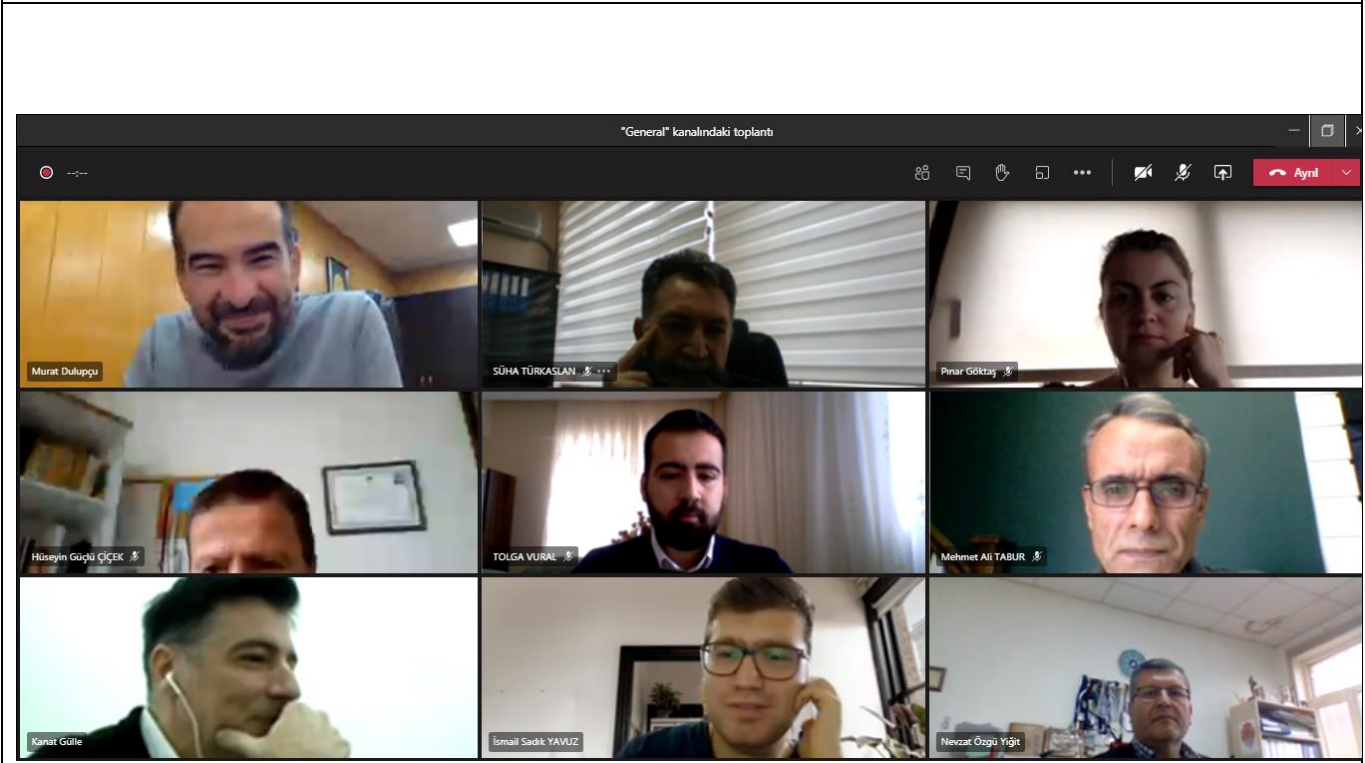 "General" kanalındaki toplantı
--:--
Ayrıl
Murat Dulupçu
SÜHA TÜRKASLAN
Pınar Göktaş
Hüseyin Güçlü ÇİÇEK
TOLGA VURAL
Mehmet Ali TABUR
Kanat Gülle
İsmail Sadık YAVUZ
Nevzat Özgü Yiğit